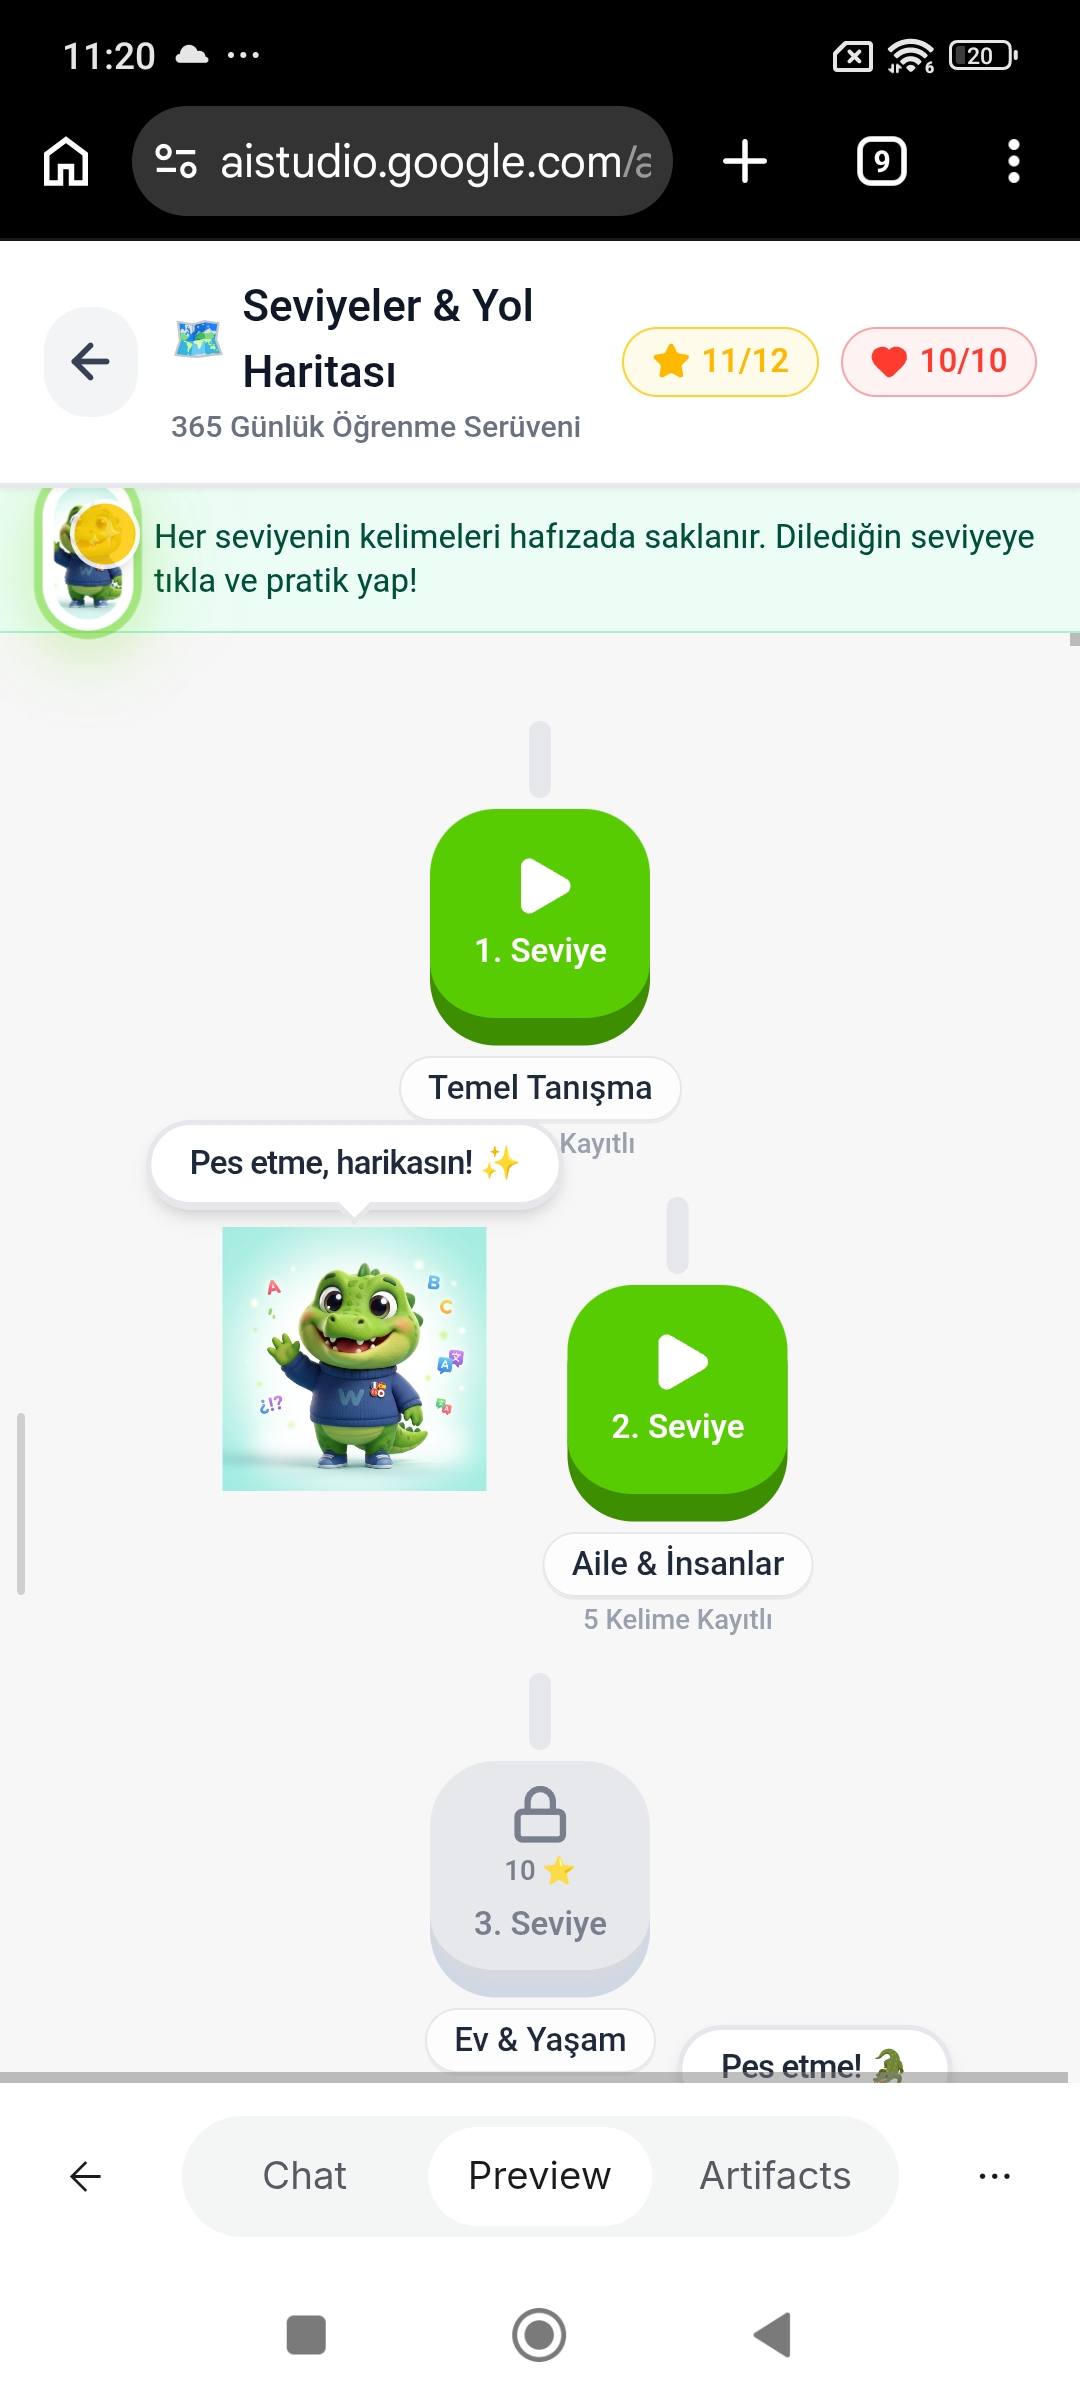 11:20
6
20
aistudio.google.com/a
9
Seviyeler & Yol
Haritası
365 Günlük Öğrenme Serüveni
11/12
10/10
Her seviyenin kelimeleri hafızada saklanır. Dilediğin seviyeye
tıkla ve pratik yap!
1. Seviye
Temel Tanışma
Kayıtlı
Pes etme, harikasın! ✨
A
B
C
A
W
¿!?
2. Seviye
Aile & İnsanlar
5 Kelime Kayıtlı
10 ⭐
3. Seviye
Ev & Yaşam
Pes etme! 🐊
Chat
Preview
Artifacts